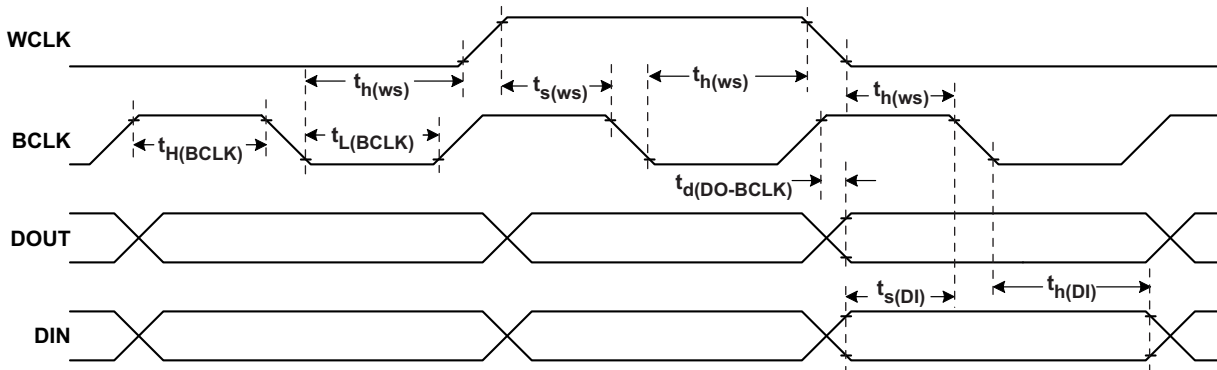 WCLK
t_h(ws) t_s(ws) t_h(ws) t_h(ws)
BCLK
t_H(BCLK) t_L(BCLK)
t_d(DO-BCLK)
DOUT
t_s(DI) t_h(DI)
DIN